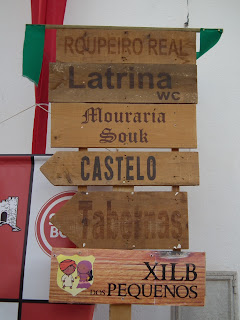 ROUPEIRO REAL
Latrina
WC
Mouraria
Souk
CASTELO
Tabernas
XILB
DOS PEQUENOS